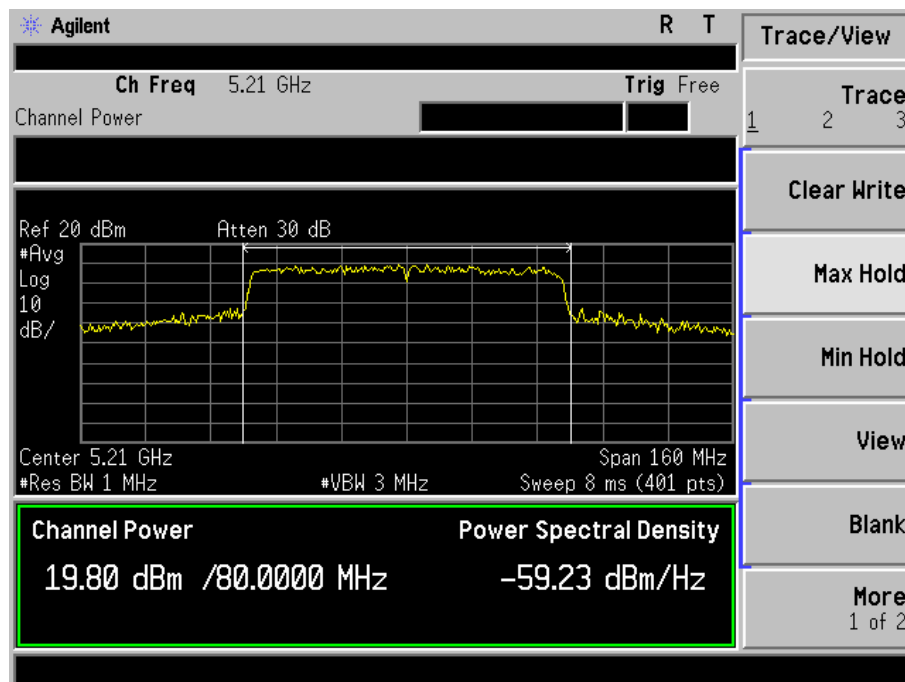 Agilent R T
Trace/View
Ch Freq 5.21 GHz Trig Free
Channel Power
Trace
1 2 3
Clear Write
Ref 20 dBm Atten 30 dB
#Avg
Log
10
dB/
Max Hold
Min Hold
View
Center 5.21 GHz Span 160 MHz
#Res BW 1 MHz #VBW 3 MHz Sweep 8 ms (401 pts)
Channel Power Power Spectral Density
19.80 dBm /80.0000 MHz -59.23 dBm/Hz
Blank
More
1 of 2